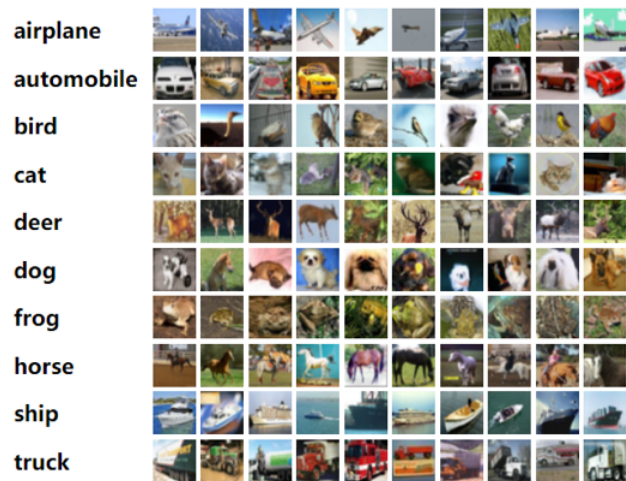 airplane
automobile
bird
cat
deer
dog
frog
horse
ship
truck